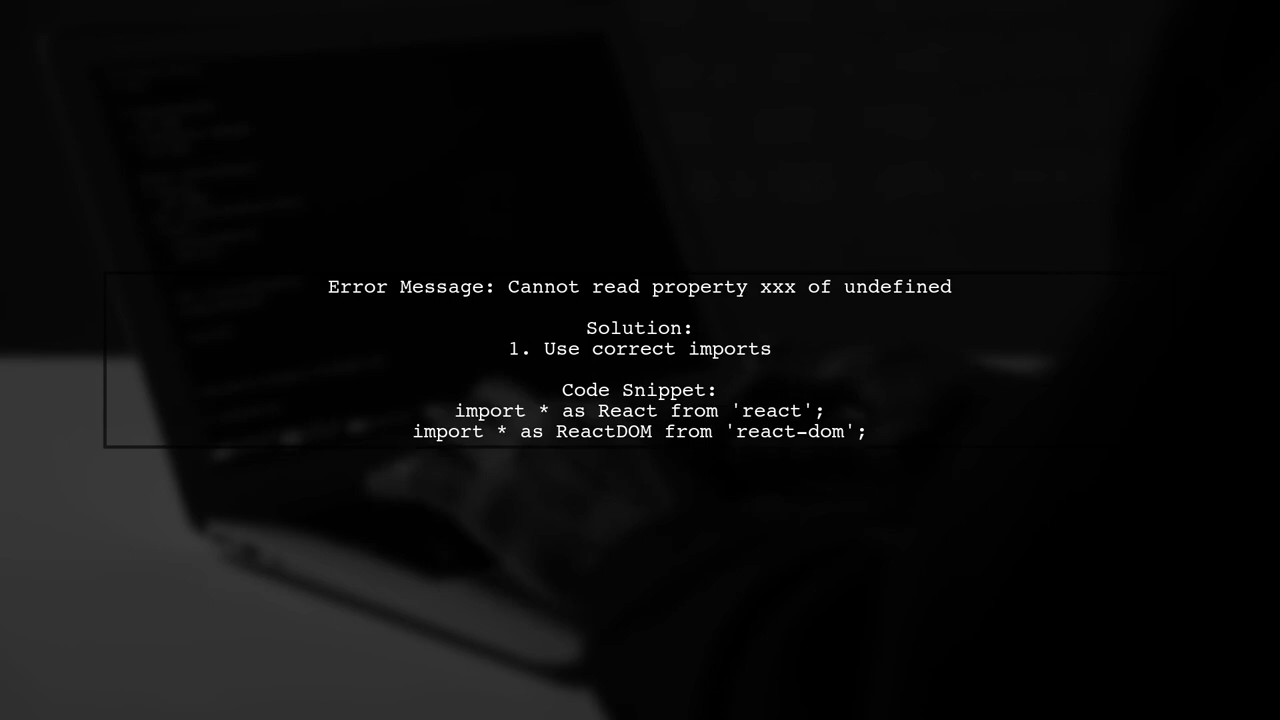 Error Message: Cannot read property xxx of undefined
Solution:
1. Use correct imports
Code Snippet:
import * as React from 'react';
import * as ReactDOM from 'react-dom';